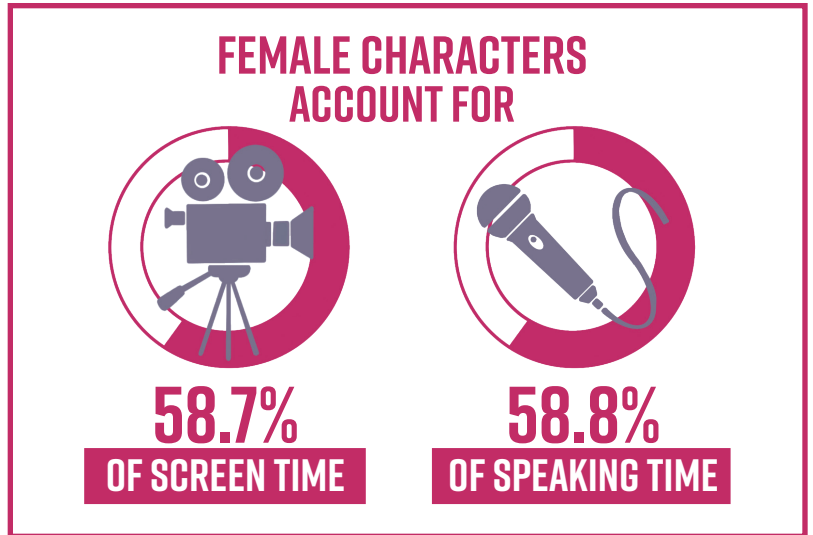 FEMALE CHARACTERS
ACCOUNT FOR
58.7%
OF SCREEN TIME
58.8%
OF SPEAKING TIME